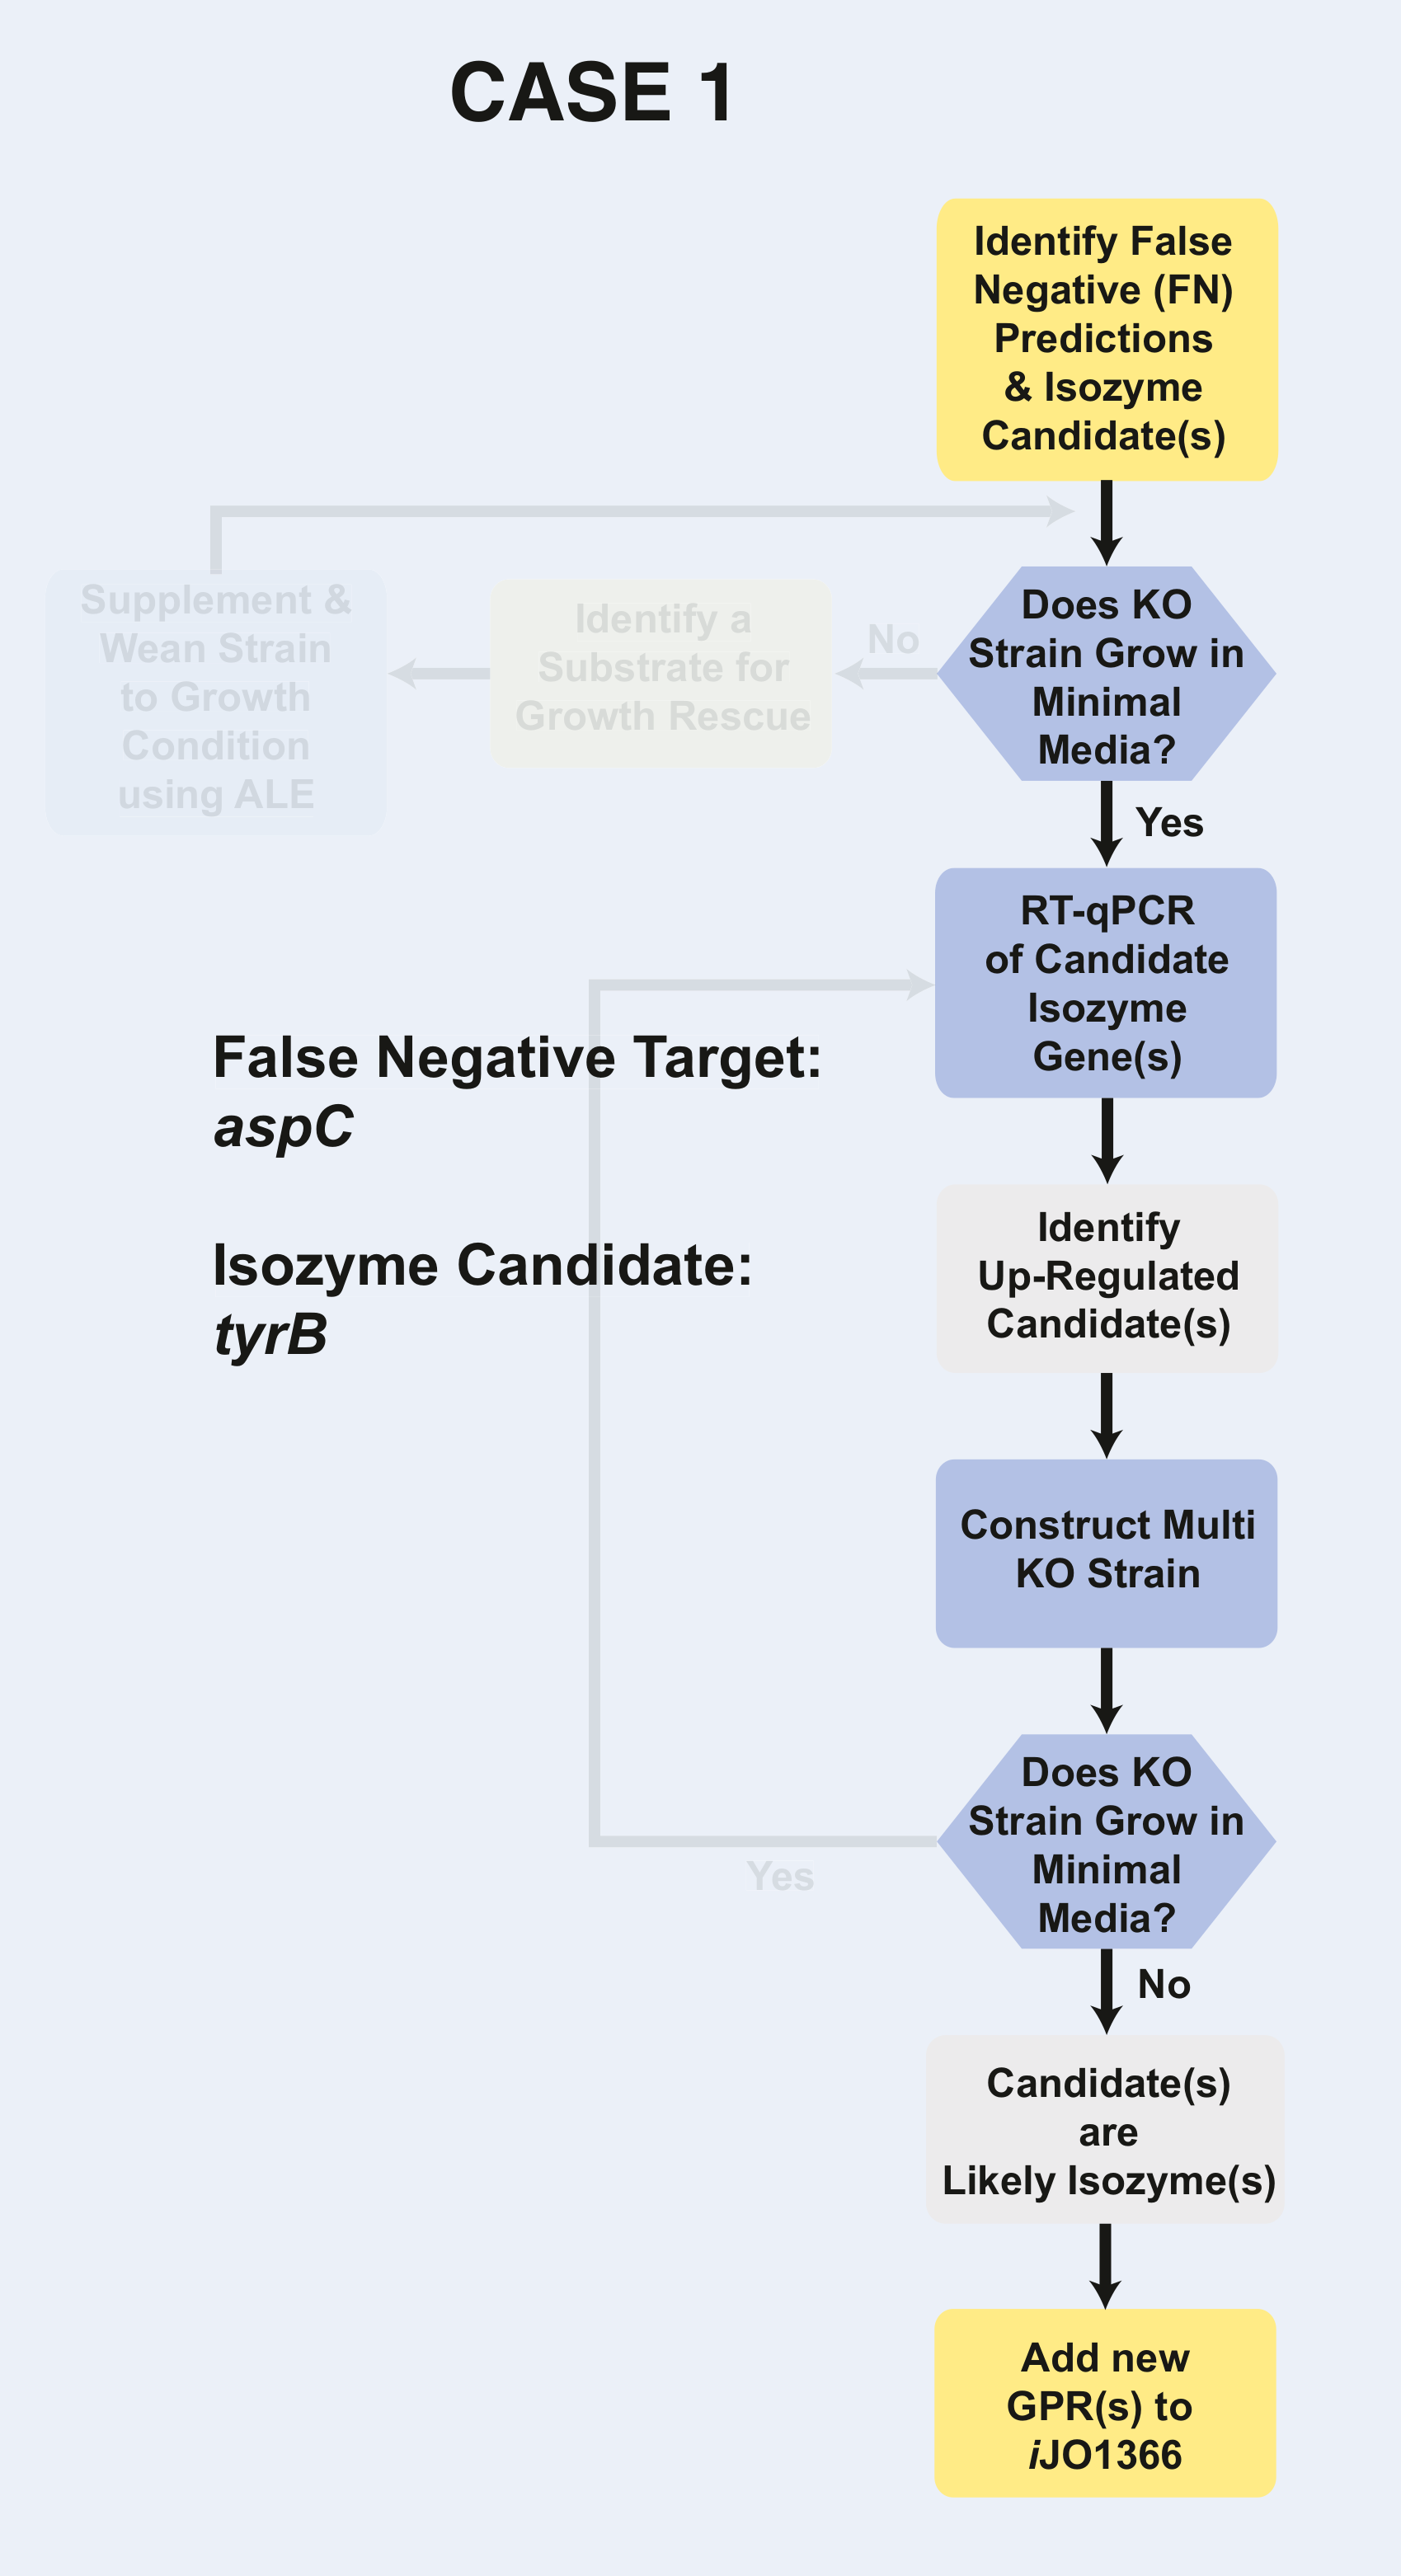 CASE 1
Identify False
Negative (FN)
Predictions
& Isozyme
Candidate(s)
Supplement &
Wean Strain
to Growth
Condition
using ALE
Identify a
Substrate for
Growth Rescue
No
Does KO
Strain Grow in
Minimal
Media?
Yes
RT-qPCR
of Candidate
Isozyme
Gene(s)
False Negative Target:
aspC
Isozyme Candidate:
tyrB
Identify
Up-Regulated
Candidate(s)
Construct Multi
KO Strain
Does KO
Strain Grow in
Minimal
Media?
Yes
No
Candidate(s)
are
Likely Isozyme(s)
Add new
GPR(s) to
iJO1366